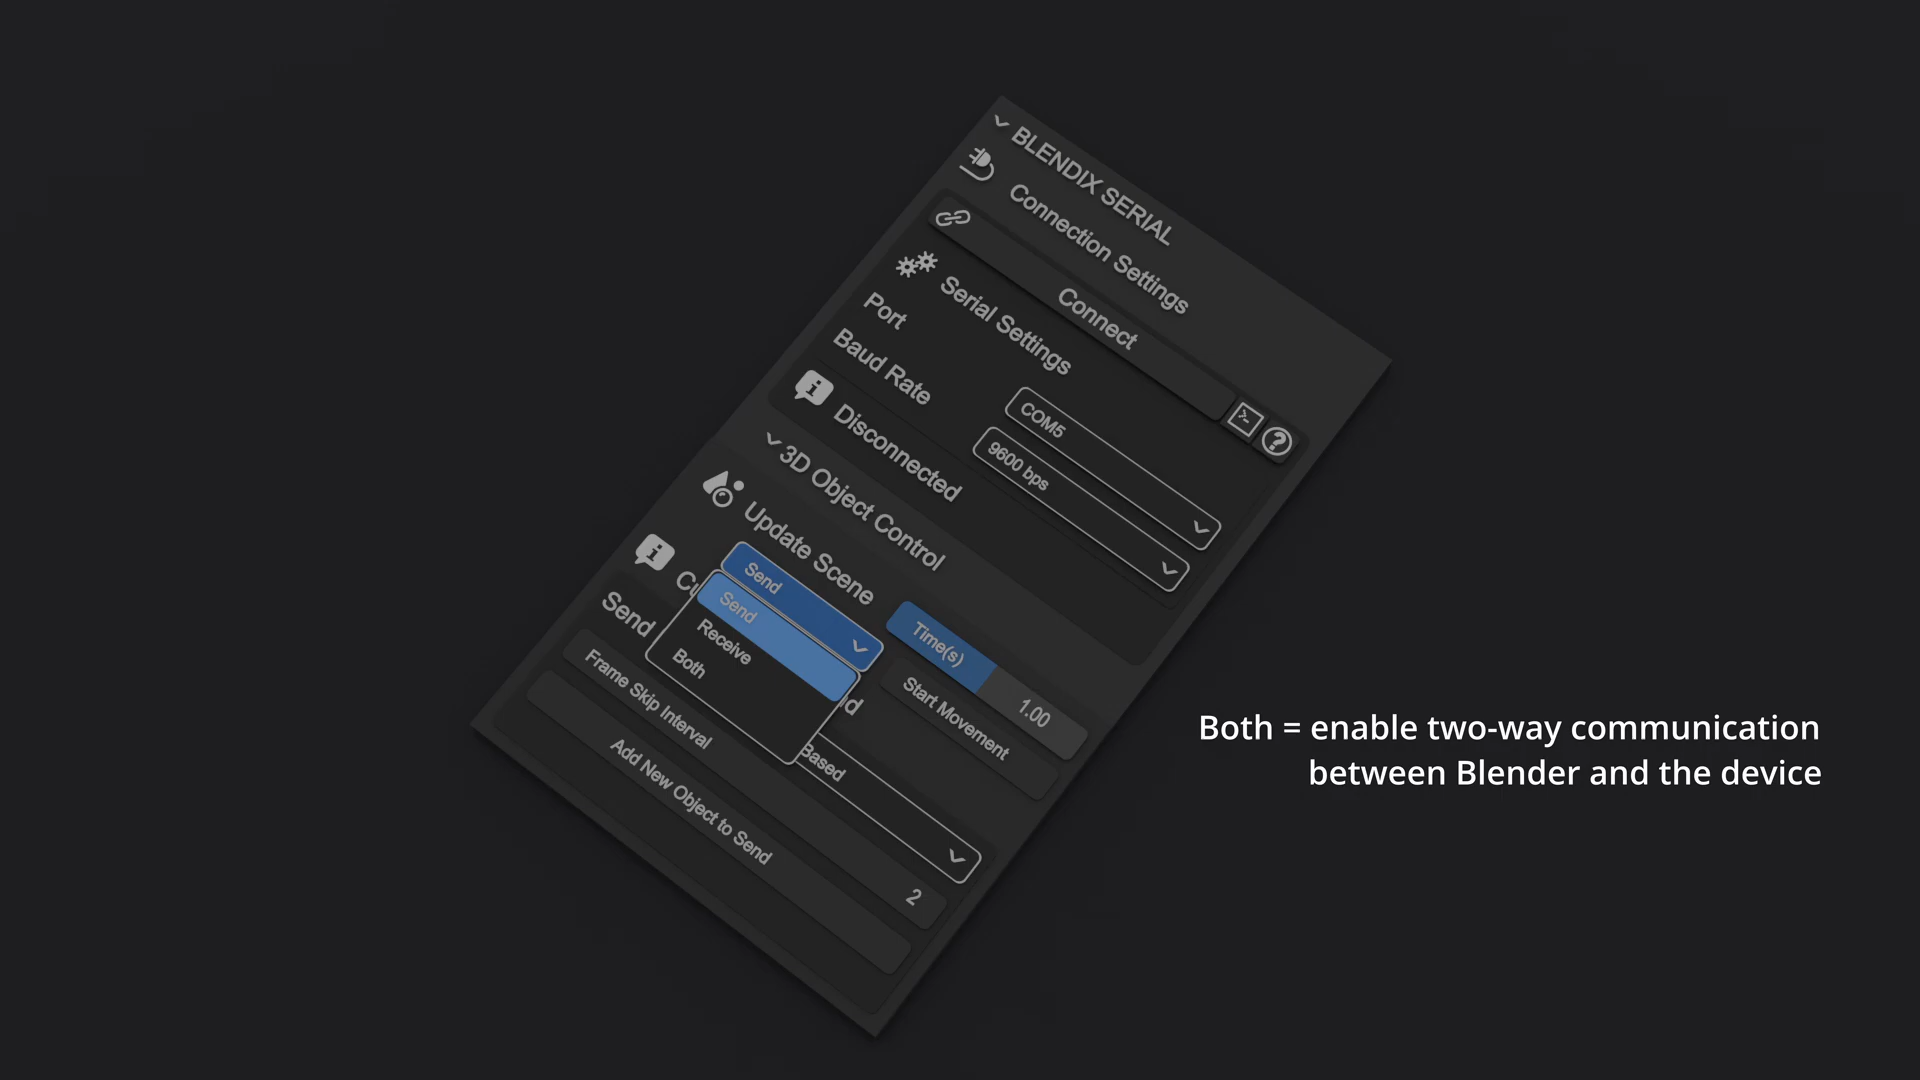 BLENDIX SERIAL
Connection Settings
Connect
Serial Settings
Port
COM5
Baud Rate
9600 bps
Disconnected
3D Object Control
Update Scene
Send
Time(s)
1.00
Send
Receive
Both
Start Movement
Send
Based
Frame Skip Interval
2
Add New Object to Send
Both = enable two-way communication
between Blender and the device